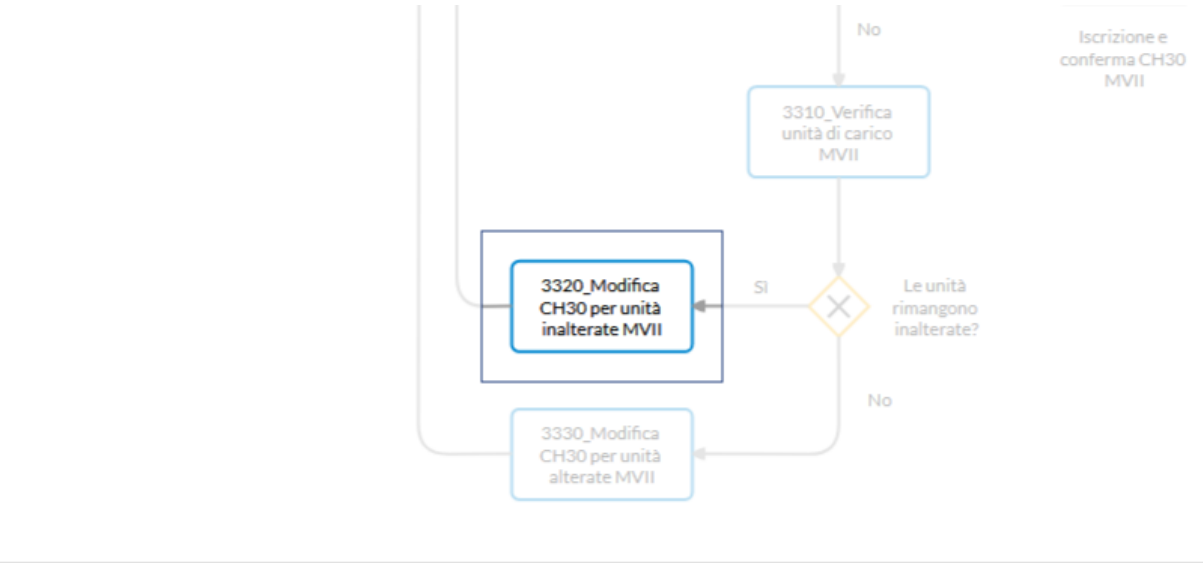 No
Iscrizione e
conferma CH30
MVII
3310_Verifica
unità di carico
MVII
3320_Modifica
CH30 per unità
inalterate MVII
Sì
Le unità
rimangono
inalterate?
No
3330_Modifica
CH30 per unità
alterate MVII